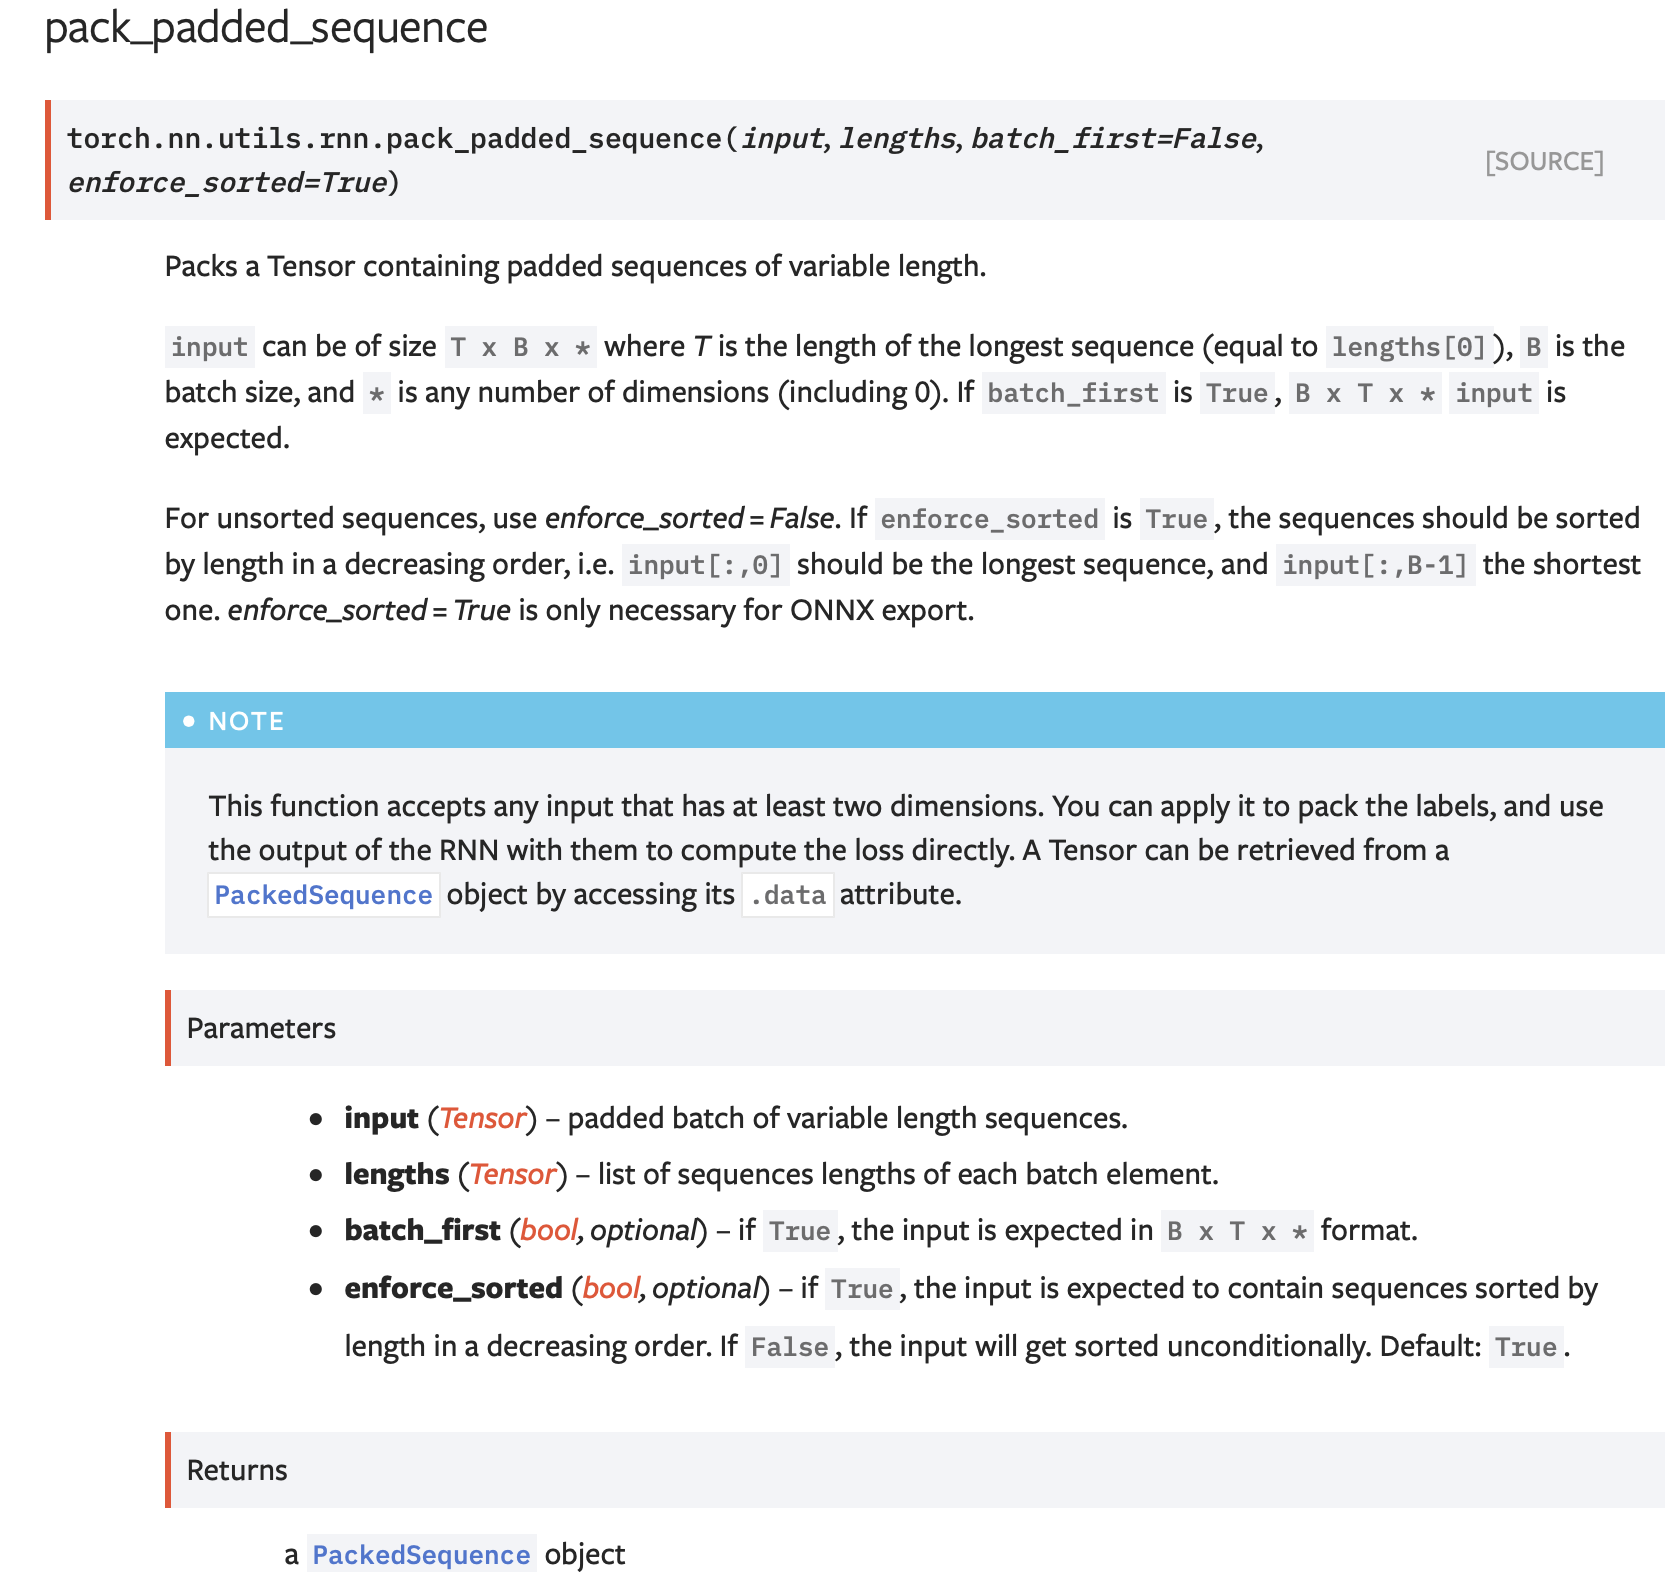 pack_padded_sequence
torch.nn.utils.rnn.pack_padded_sequence(input, lengths, batch_first=False,
enforce_sorted=True)
[SOURCE]
Packs a Tensor containing padded sequences of variable length.
input can be of size T x B x * where T is the length of the longest sequence (equal to lengths[0]), B is the
batch size, and * is any number of dimensions (including 0). If batch_first is True, B x T x * input is
expected.
For unsorted sequences, use enforce_sorted = False. If enforce_sorted is True, the sequences should be sorted
by length in a decreasing order, i.e. input[:,0] should be the longest sequence, and input[:,B-1] the shortest
one. enforce_sorted = True is only necessary for ONNX export.
• NOTE
This function accepts any input that has at least two dimensions. You can apply it to pack the labels, and use
the output of the RNN with them to compute the loss directly. A Tensor can be retrieved from a
PackedSequence object by accessing its .data attribute.
Parameters
• input (Tensor) – padded batch of variable length sequences.
• lengths (Tensor) – list of sequences lengths of each batch element.
• batch_first (bool, optional) – if True, the input is expected in B x T x * format.
• enforce_sorted (bool, optional) – if True, the input is expected to contain sequences sorted by
length in a decreasing order. If False, the input will get sorted unconditionally. Default: True.
Returns
a PackedSequence object